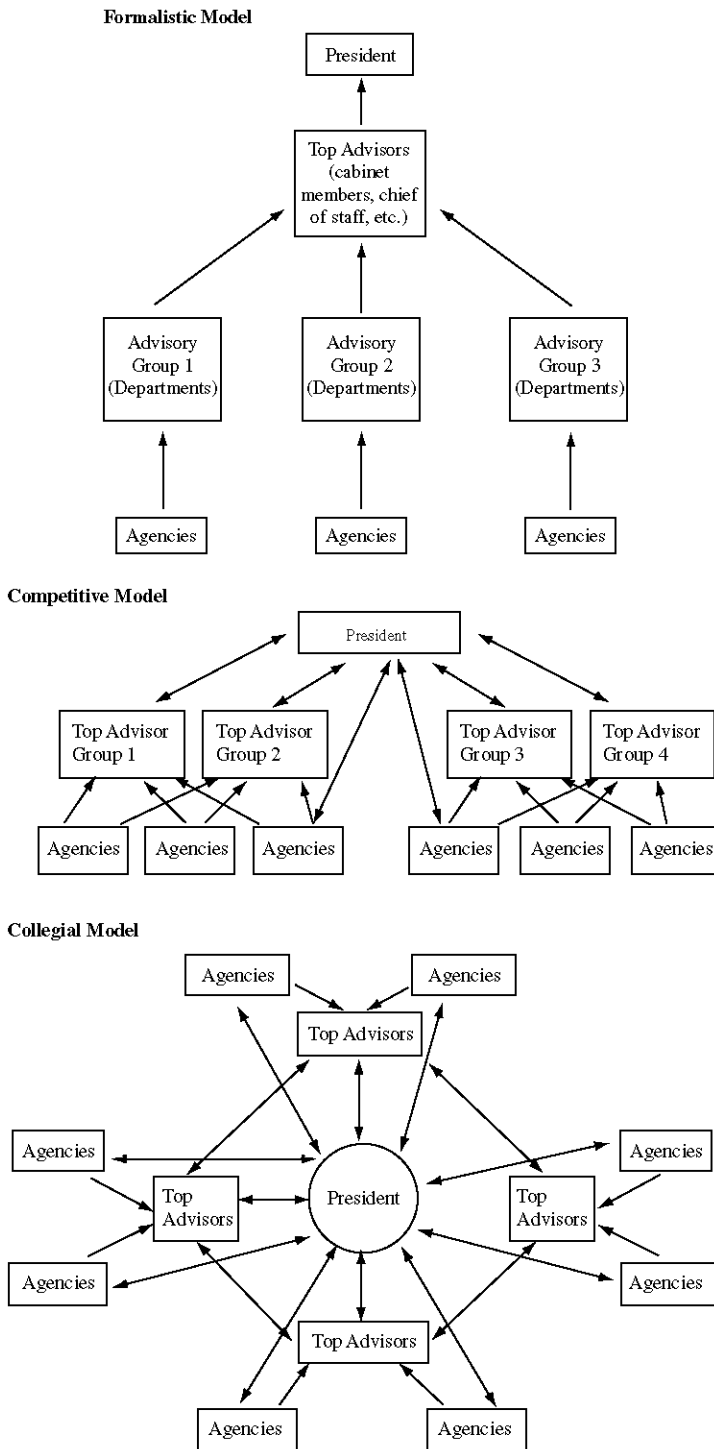 Formalistic Model
President
Top Advisors
(cabinet
members, chief
of staff, etc.)
Advisory
Group 1
(Departments)
Advisory
Group 2
(Departments)
Advisory
Group 3
(Departments)
Agencies
Agencies
Agencies
Competitive Model
President
Top Advisor
Group 1
Top Advisor
Group 2
Top Advisor
Group 3
Top Advisor
Group 4
Agencies
Agencies
Agencies
Agencies
Agencies
Agencies
Collegial Model
Agencies
Agencies
Top Advisors
Agencies
Agencies
Top
Advisors
President
Top
Advisors
Agencies
Agencies
Top Advisors
Agencies
Agencies